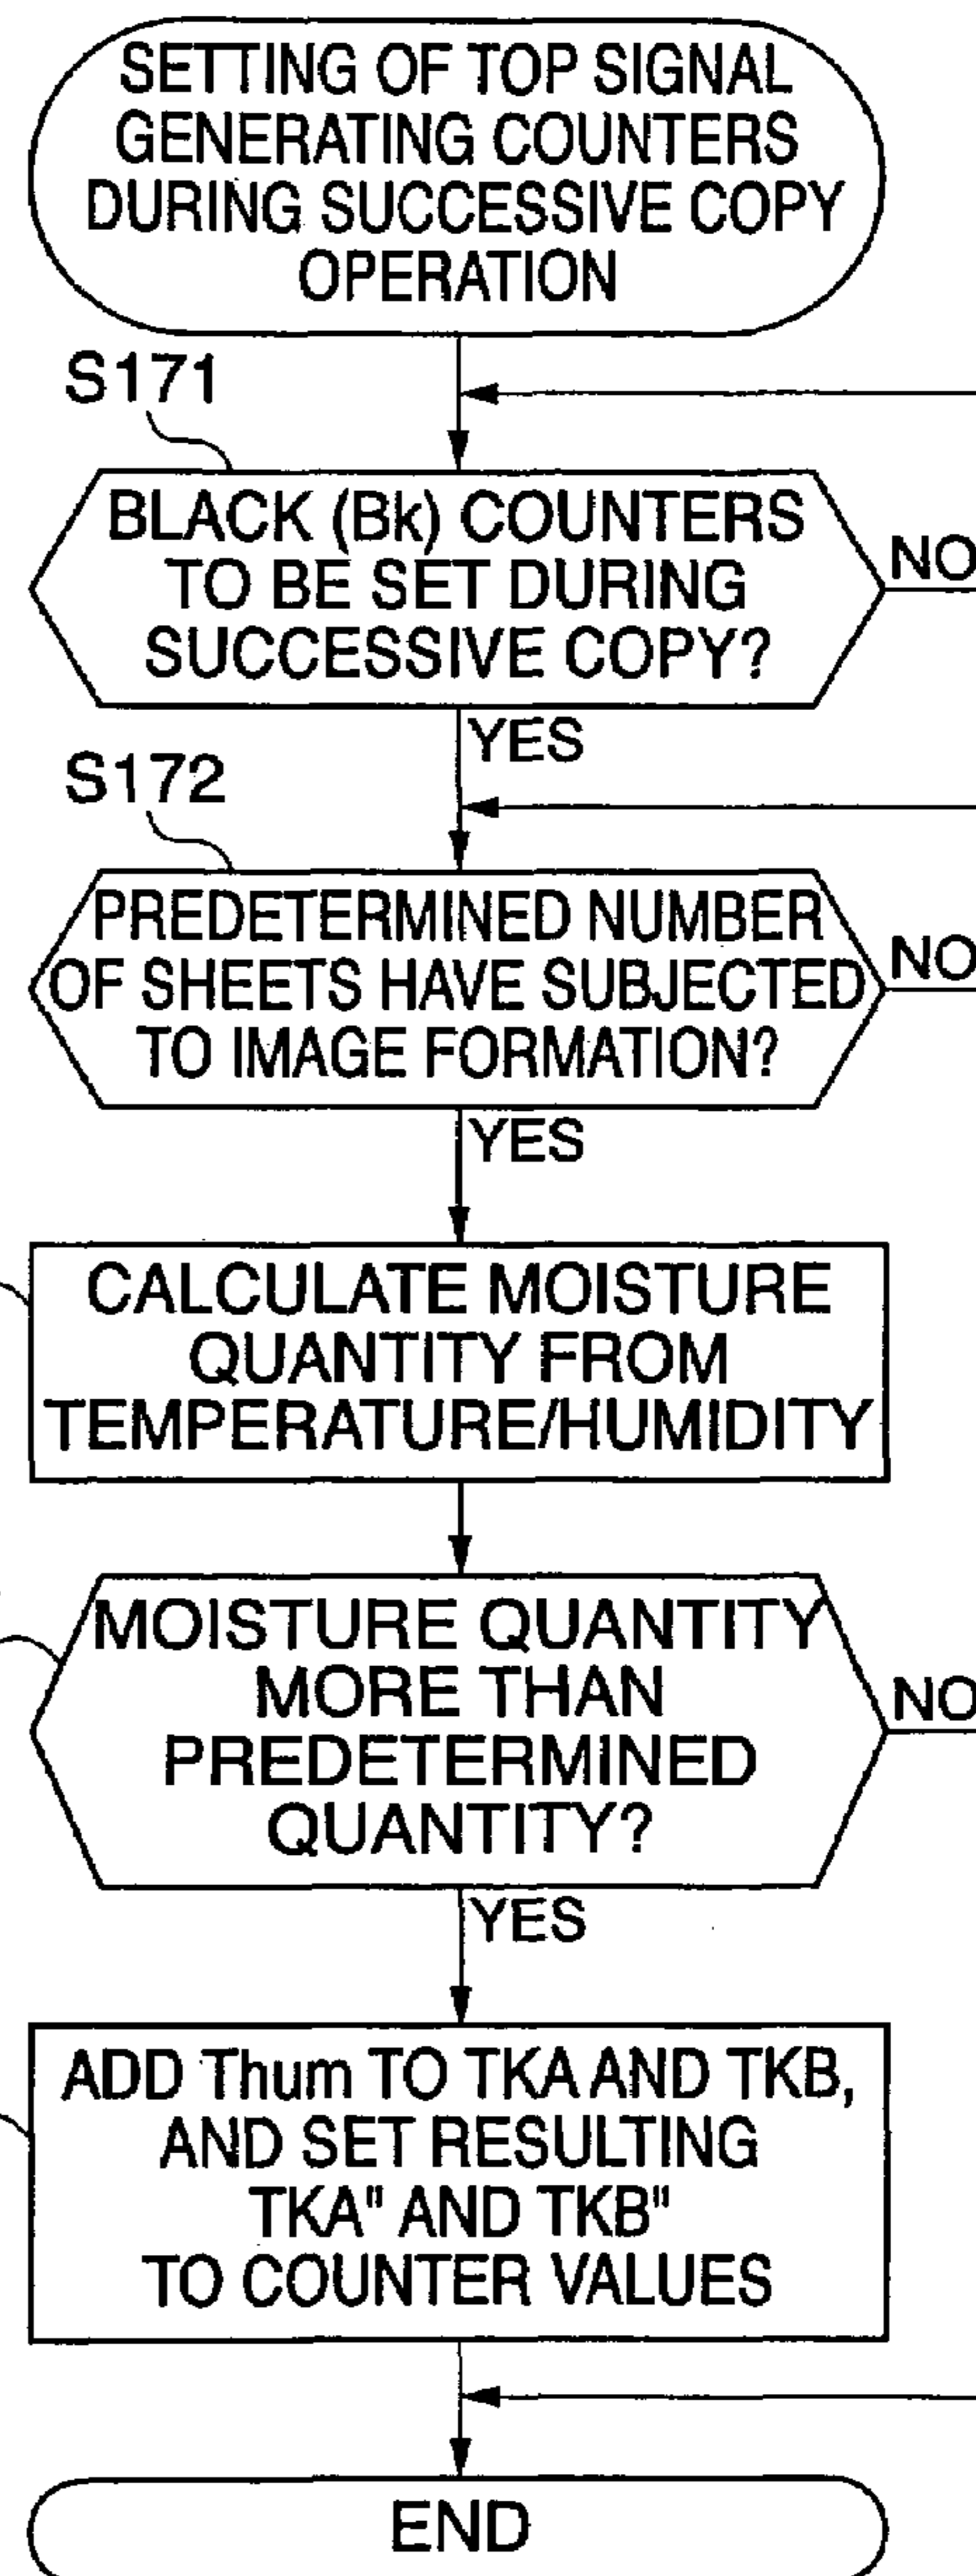 SETTING OF TOP SIGNAL
GENERATING COUNTERS
DURING SUCCESSIVE COPY
OPERATION
S171
BLACK (Bk) COUNTERS
TO BE SET DURING
SUCCESSIVE COPY?
NO
YES
S172
PREDETERMINED NUMBER
OF SHEETS HAVE SUBJECTED
TO IMAGE FORMATION?
NO
YES
CALCULATE MOISTURE
QUANTITY FROM
TEMPERATURE/HUMIDITY
MOISTURE QUANTITY
MORE THAN
PREDETERMINED
QUANTITY?
NO
YES
ADD Thum TO TKA AND TKB,
AND SET RESULTING
TKA" AND TKB"
TO COUNTER VALUES
END